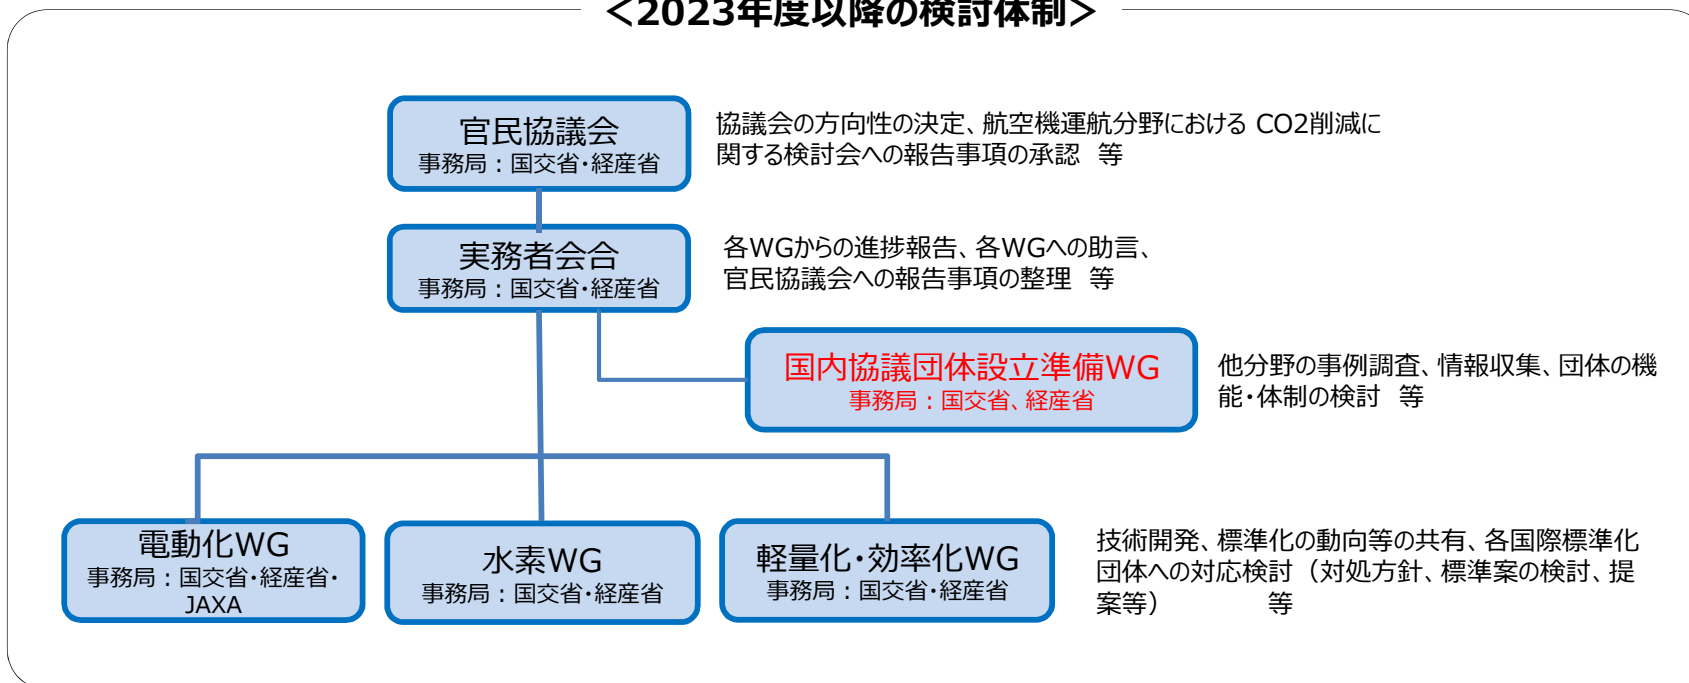 <2023年度以降の検討体制>
官民協議会
事務局：国交省・経産省
協議会の方向性の決定、航空機運航分野における CO2削減に
関する検討会への報告事項の承認 等
実務者会合
事務局：国交省・経産省
各WGからの進捗報告、各WGへの助言、
官民協議会への報告事項の整理 等
国内協議団体設立準備WG
事務局：国交省、経産省
他分野の事例調査、情報収集、団体の機
能・体制の検討 等
電動化WG
事務局：国交省・経産省・
JAXA
水素WG
事務局：国交省・経産省
軽量化・効率化WG
事務局：国交省・経産省
技術開発、標準化の動向等の共有、各国際標準化
団体への対応検討（対処方針、標準案の検討、提
案等） 等